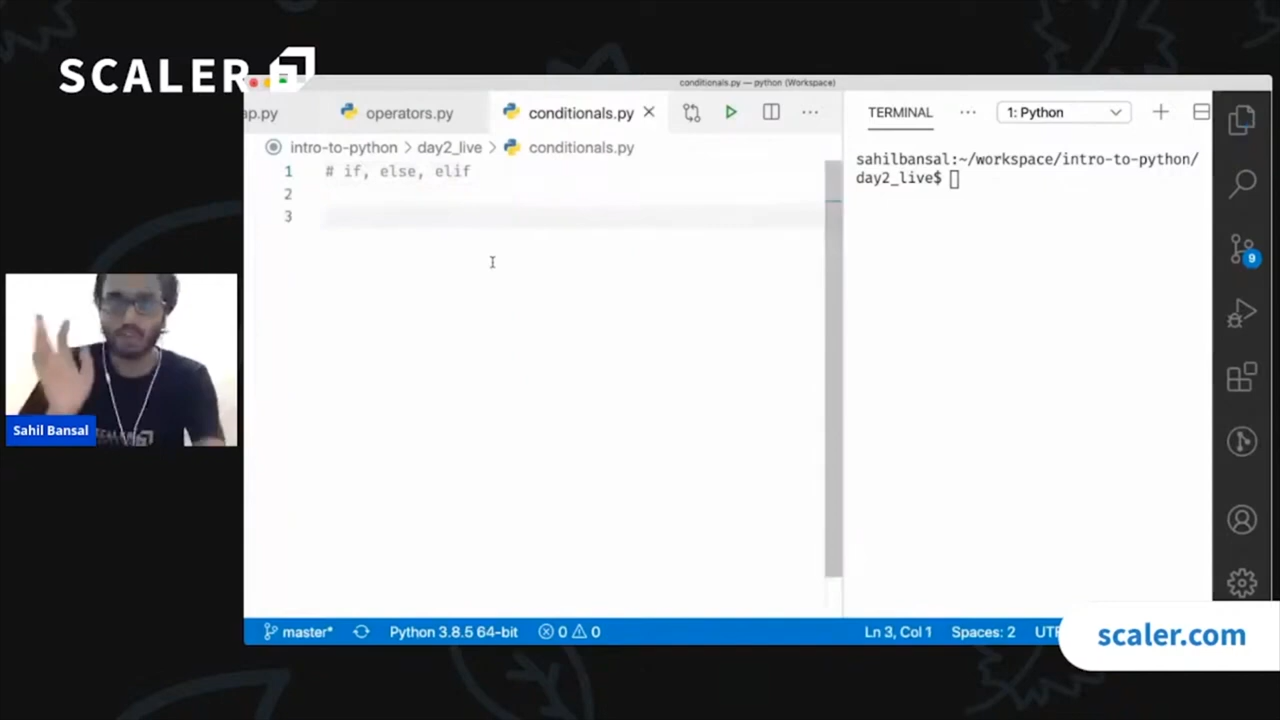 SCALER
conditionals.py — python (Workspace)
ap.py
operators.py
conditionals.py
TERMINAL
1: Python
intro-to-python > day2_live > conditionals.py
1 # if, else, elif
2
3
sahilbansal:~/workspace/intro-to-python/
day2_live$
9
Sahil Bansal
master*
Python 3.8.5 64-bit
0
0
Ln 3, Col 1
Spaces: 2
UTF
scaler.com